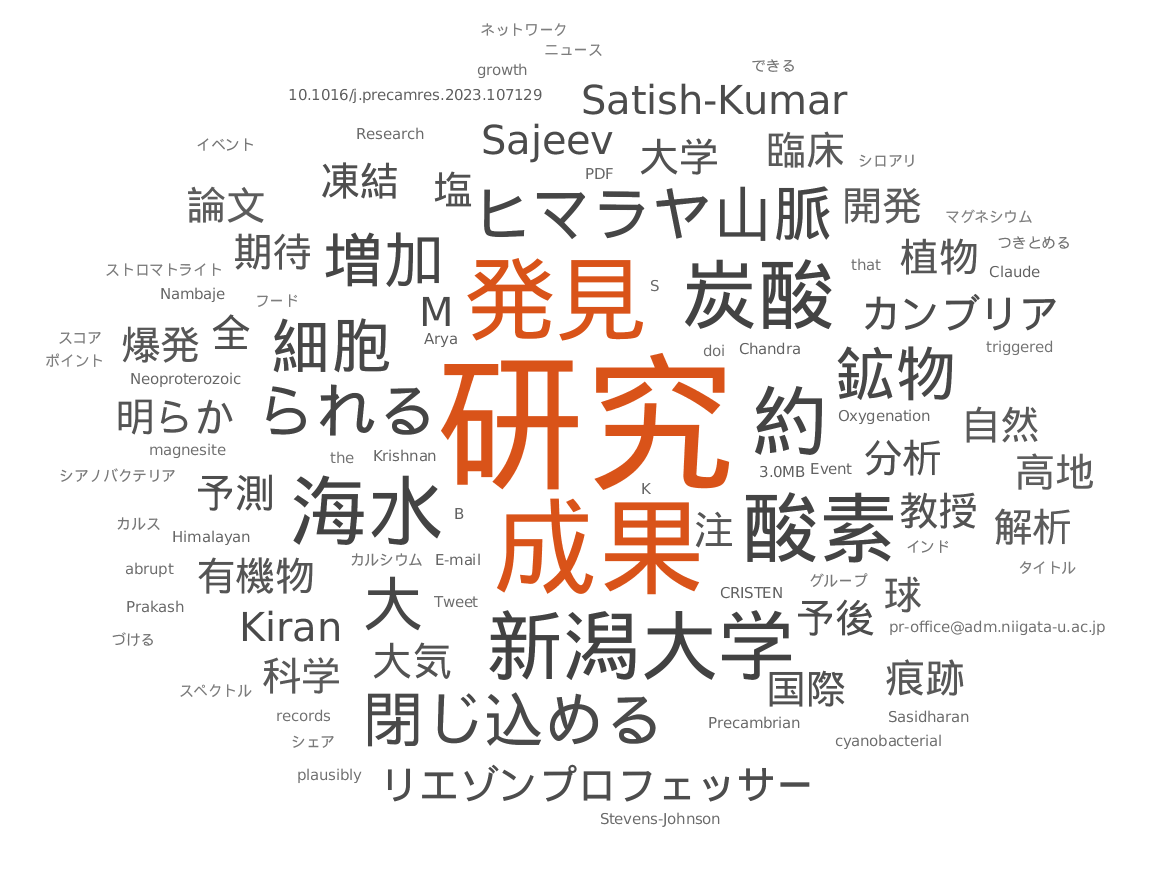 ネットワーク
ニュース
できる
growth
10.1016/j.precamres.2023.107129
Satish-Kumar
Research
Sajeev
イベント
大学
臨床
シロアリ
PDF
凍結
塩
論文
ヒマラヤ山脈
開発
マグネシウム
期待
増加
つきとめる
植物
ストロマトライト
発見
that
Claude
炭酸
S
Nambaje
フード
M
カンブリア
Arya
スコア
全
爆発
細胞
doi
Chandra
triggered
ポイント
Neoproterozoic
鉱物
明らか
られる
研究
約
Oxygenation
自然
magnesite
the
Krishnan
分析
シアノバクテリア
3.0MB
Event
高地
予測
海水
K
B
カルス
注
酸素
教授
解析
Himalayan
成果
インド
カルシウム
E-mail
abrupt
有機物
タイトル
グループ
大
Tweet
CRISTEN
球
Prakash
予後
づける
Kiran
pr-office@adm.niigata-u.ac.jp
新潟大学
大気
科学
スペクトル
国際
痕跡
records
閉じ込める
Precambrian
Sasidharan
シェア
cyanobacterial
plausibly
リエゾンプロフェッサー
Stevens-Johnson